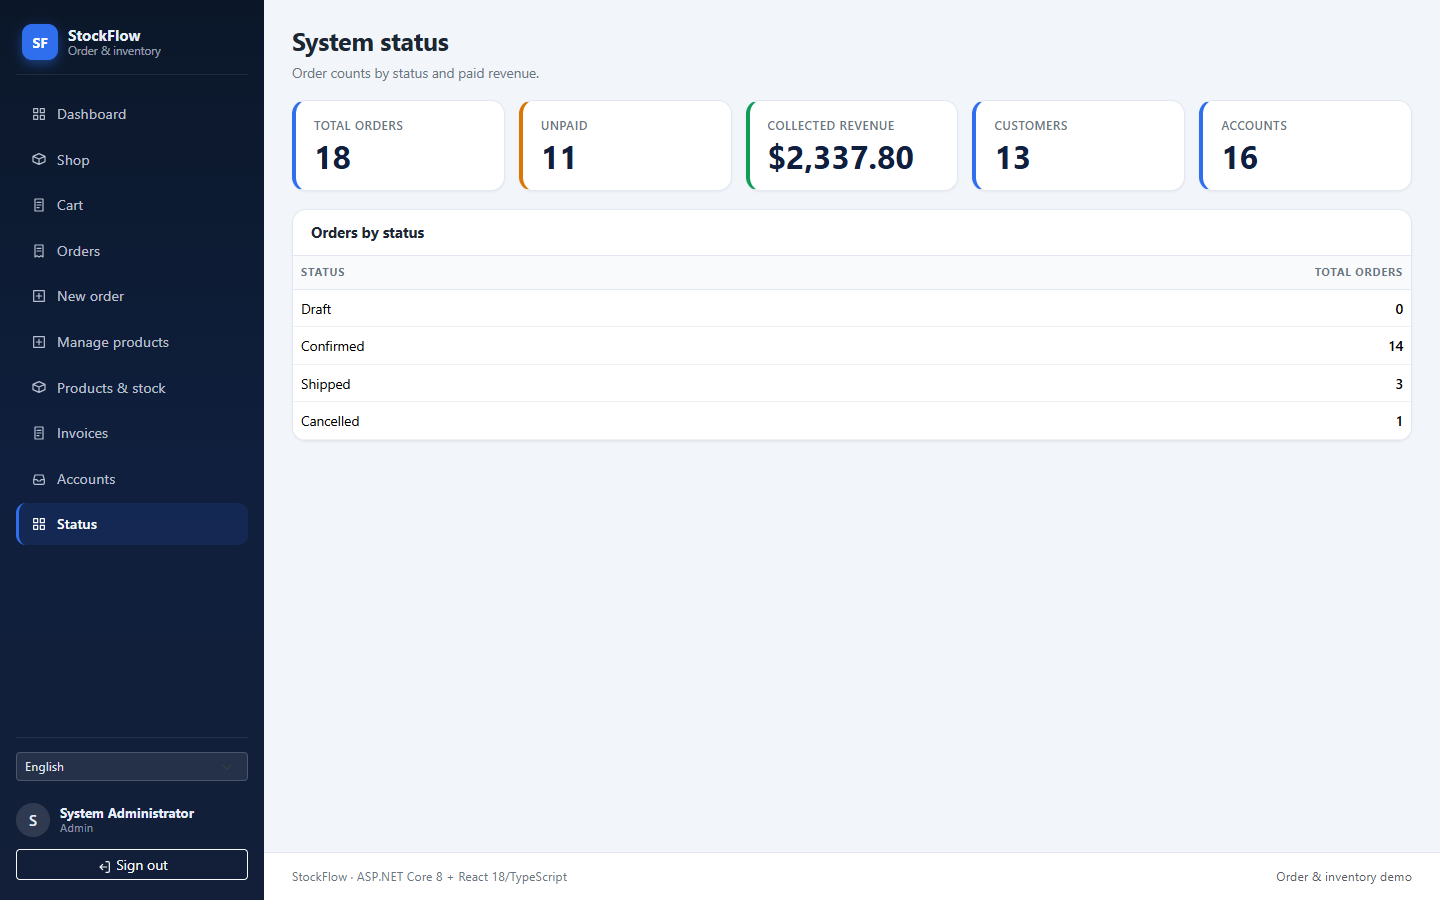 SF
StockFlow
Order & inventory
Dashboard
Shop
Cart
Orders
New order
Manage products
Products & stock
Invoices
Accounts
Status
English
S
System Administrator
Admin
Sign out
System status
Order counts by status and paid revenue.
TOTAL ORDERS
18
UNPAID
11
COLLECTED REVENUE
$2,337.80
CUSTOMERS
13
ACCOUNTS
16
Orders by status
STATUS TOTAL ORDERS
Draft 0
Confirmed 14
Shipped 3
Cancelled 1
StockFlow · ASP.NET Core 8 + React 18/TypeScript
Order & inventory demo